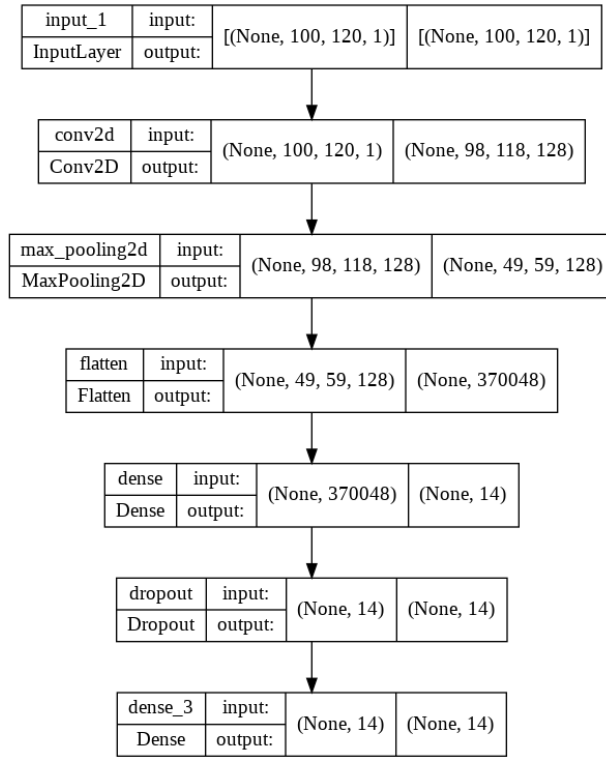 input_1 input: [(None, 100, 120, 1)] [(None, 100, 120, 1)]
InputLayer output:
conv2d input: (None, 100, 120, 1) (None, 98, 118, 128)
Conv2D output:
max_pooling2d input: (None, 98, 118, 128) (None, 49, 59, 128)
MaxPooling2D output:
flatten input: (None, 49, 59, 128) (None, 370048)
Flatten output:
dense input: (None, 370048) (None, 14)
Dense output:
dropout input: (None, 14) (None, 14)
Dropout output:
dense_3 input: (None, 14) (None, 14)
Dense output: